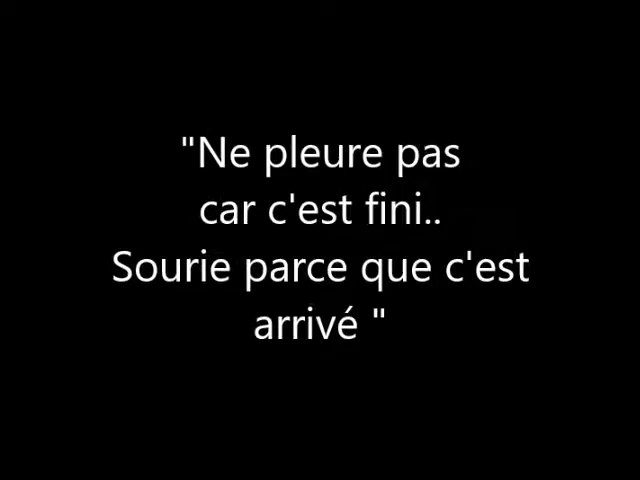 "Ne pleure pas
car c'est fini..
Sourie parce que c'est
arrivé "